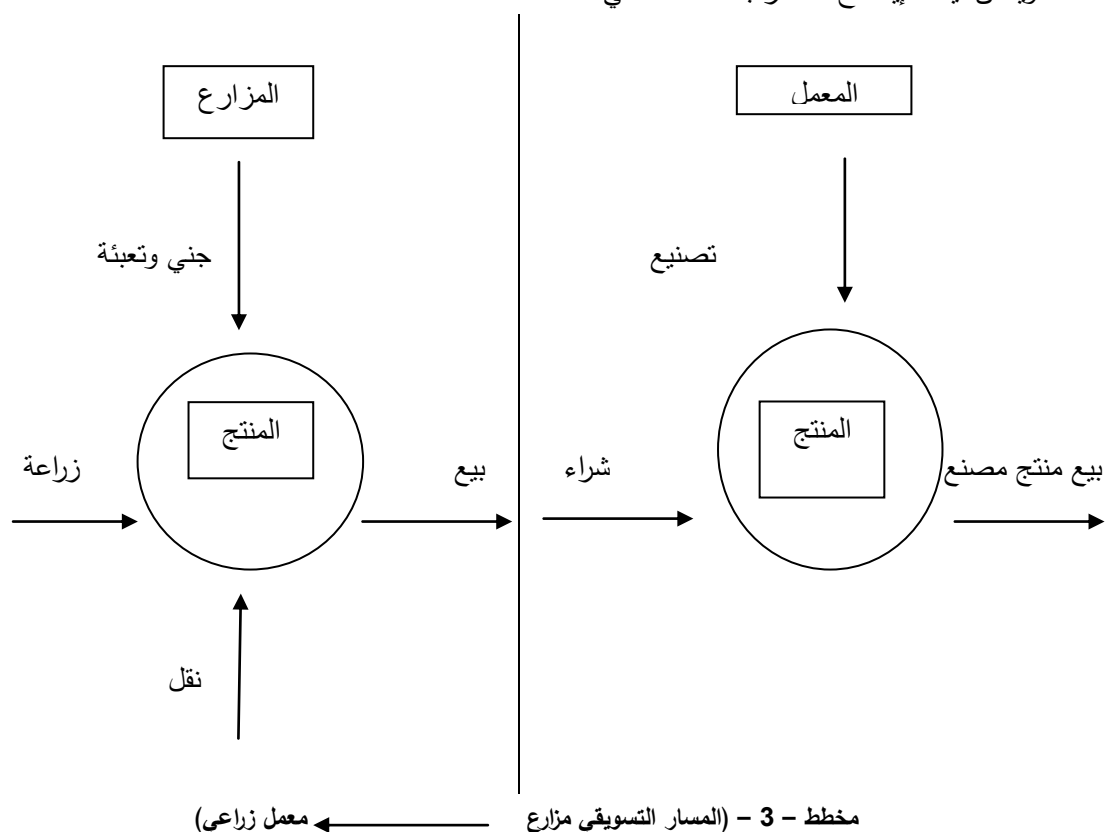 المزارع
المعمل
جني وتعبئة
تصنيع
المنتج
المنتج
زراعة
بيع
شراء
بيع منتج مصنع
نقل
مخطط – 3 – (المسار التسويقي مزارع معمل زراعي)